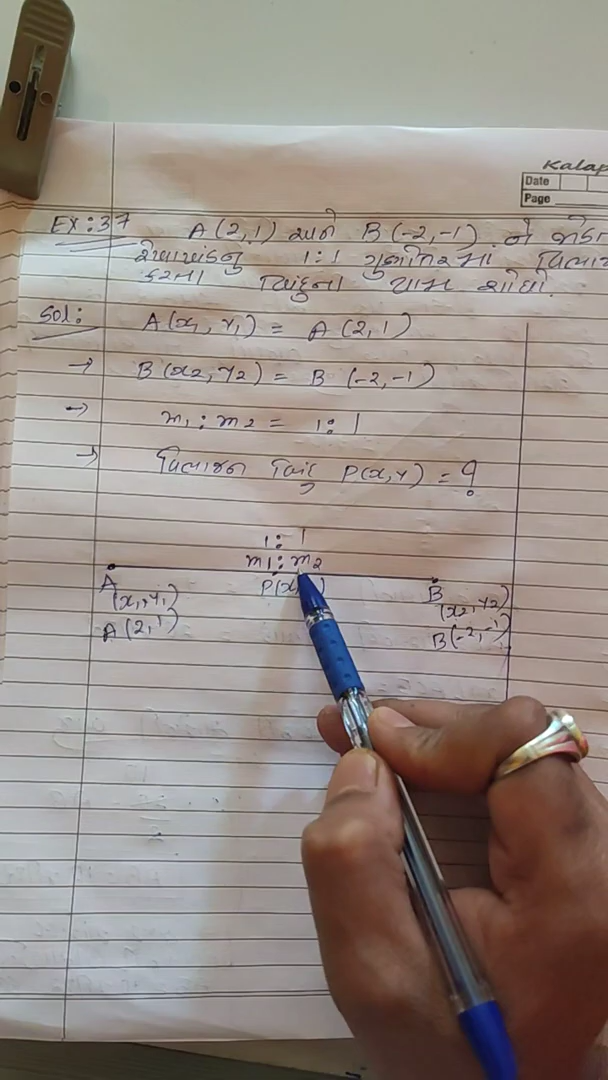 Kalap
Date
Page
Ex:37 A(2,1) અને B(-2,-1) ને જોડ
રેખાખંડનું 1:1 ગુણોત્તરમાં વિભાજ
કરતા બિંદુના યામ શોધો.
Sol: A(x1, y1) = A (2,1)
→ B(x2, y2) = B (-2,-1)
→ m1 : m2 = 1:1
→ વિભાજન બિંદુ P(x,y) = ?
1 : 1
m1 : m2
A P(x B
(x1, y1) (x2, y2)
A (2,1) B(-2,-1)